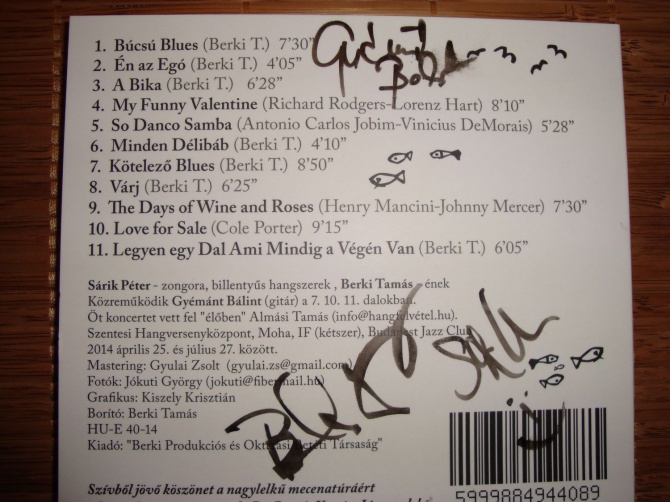 1. Búcsú Blues (Berki T.) 7'30"
2. Én az Egó (Berki T.) 4'05"
3. A Bika (Berki T.) 6'28"
4. My Funny Valentine (Richard Rodgers-Lorenz Hart) 8'10"
5. So Danco Samba (Antonio Carlos Jobim-Vinicius DeMorais) 5'28"
6. Minden Délibáb (Berki T.) 4'10"
7. Kötelező Blues (Berki T.) 8'50"
8. Várj (Berki T.) 6'25"
9. The Days of Wine and Roses (Henry Mancini-Johnny Mercer) 7'30"
10. Love for Sale (Cole Porter) 9'15"
11. Legyen egy Dal Ami Mindig a Végén Van (Berki T.) 6'05"
Sárik Péter - zongora, billentyűs hangszerek , Berki Tamás -ének
Közreműködik Gyémánt Bálint (gitár) a 7. 10. 11. dalokban.
Öt koncertet vett fel "élőben" Almási Tamás (info@hangfelvétel.hu).
Szentesi Hangversenyközpont, Moha, IF (kétszer), Budapest Jazz Club
2014 április 25. és július 27. között.
Mastering: Gyulai Zsolt (gyulai.zs@gmail.com)
Fotók: Jókuti György (jokuti@fibermail.hu)
Grafikus: Kiszely Krisztián
Borító: Berki Tamás
HU-E 40-14
Kiadó: "Berki Produkciós és Oktatási Betéti Társaság"
Szívből jövő köszönet a nagylelkű mecenatúráért
5999884944089